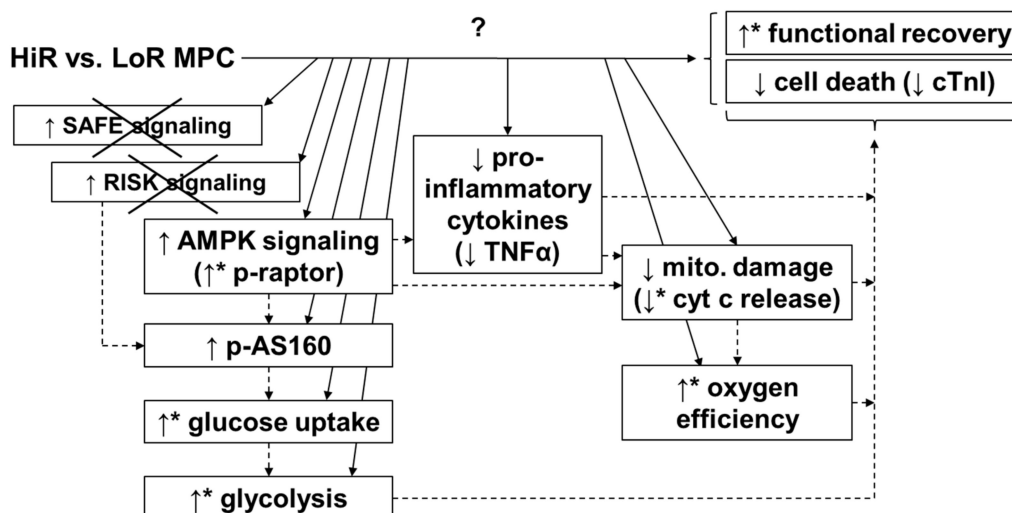 ?
HiR vs. LoR MPC
↑* functional recovery
↓ cell death (↓ cTnI)
↑ SAFE signaling
↑ RISK signaling
↓ pro-
inflammatory
cytokines
(↓ TNFα)
↑ AMPK signaling
(↑* p-raptor)
↓ mito. damage
(↓* cyt c release)
↑ p-AS160
↑* oxygen
efficiency
↑* glucose uptake
↑* glycolysis